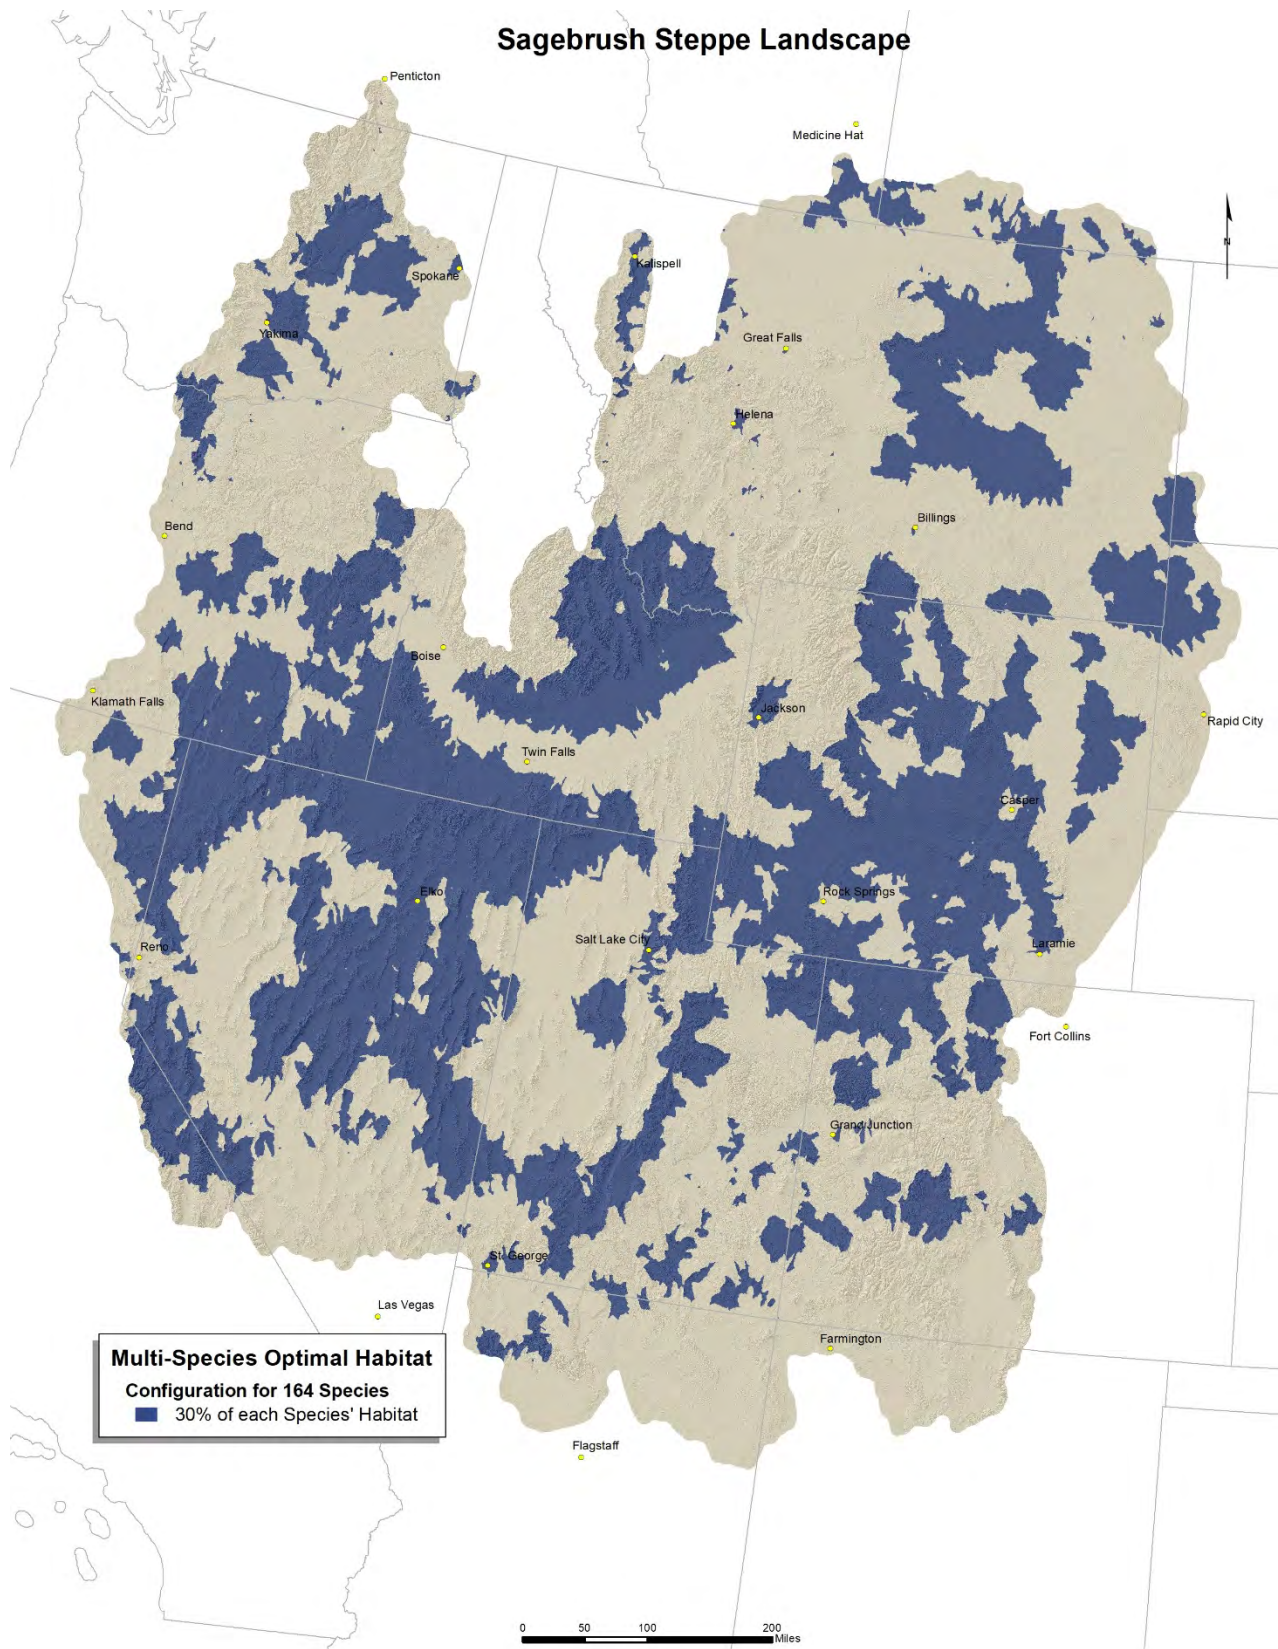 Sagebrush Steppe Landscape
Penticton
Medicine Hat
N
Spokane
Kalispell
Yakima
Great Falls
Helena
Billings
Bend
Boise
Klamath Falls
Jackson
Rapid City
Twin Falls
Casper
Elko
Rock Springs
Reno
Salt Lake City
Laramie
Fort Collins
Grand Junction
St. George
Las Vegas
Farmington
Multi-Species Optimal Habitat
Configuration for 164 Species
30% of each Species' Habitat
Flagstaff
0 50 100 200
Miles